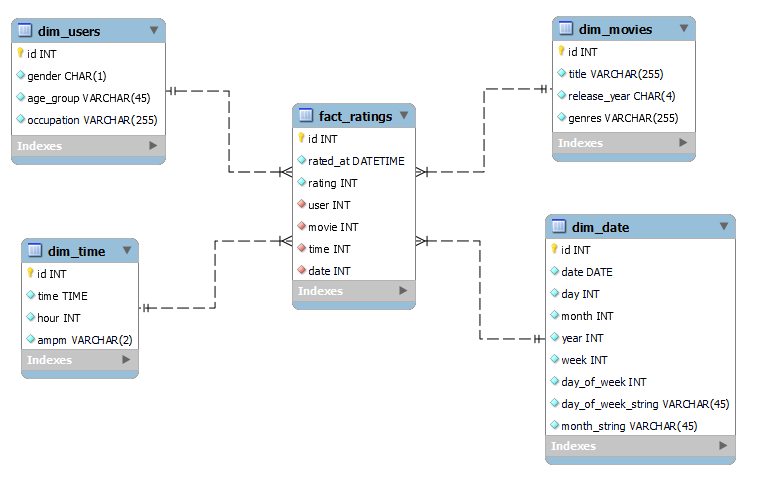 dim_users
id INT
gender CHAR(1)
age_group VARCHAR(45)
occupation VARCHAR(255)
Indexes
dim_movies
id INT
title VARCHAR(255)
release_year CHAR(4)
genres VARCHAR(255)
Indexes
fact_ratings
id INT
rated_at DATETIME
rating INT
user INT
movie INT
time INT
date INT
Indexes
dim_time
id INT
time TIME
hour INT
ampm VARCHAR(2)
Indexes
dim_date
id INT
date DATE
day INT
month INT
year INT
week INT
day_of_week INT
day_of_week_string VARCHAR(45)
month_string VARCHAR(45)
Indexes